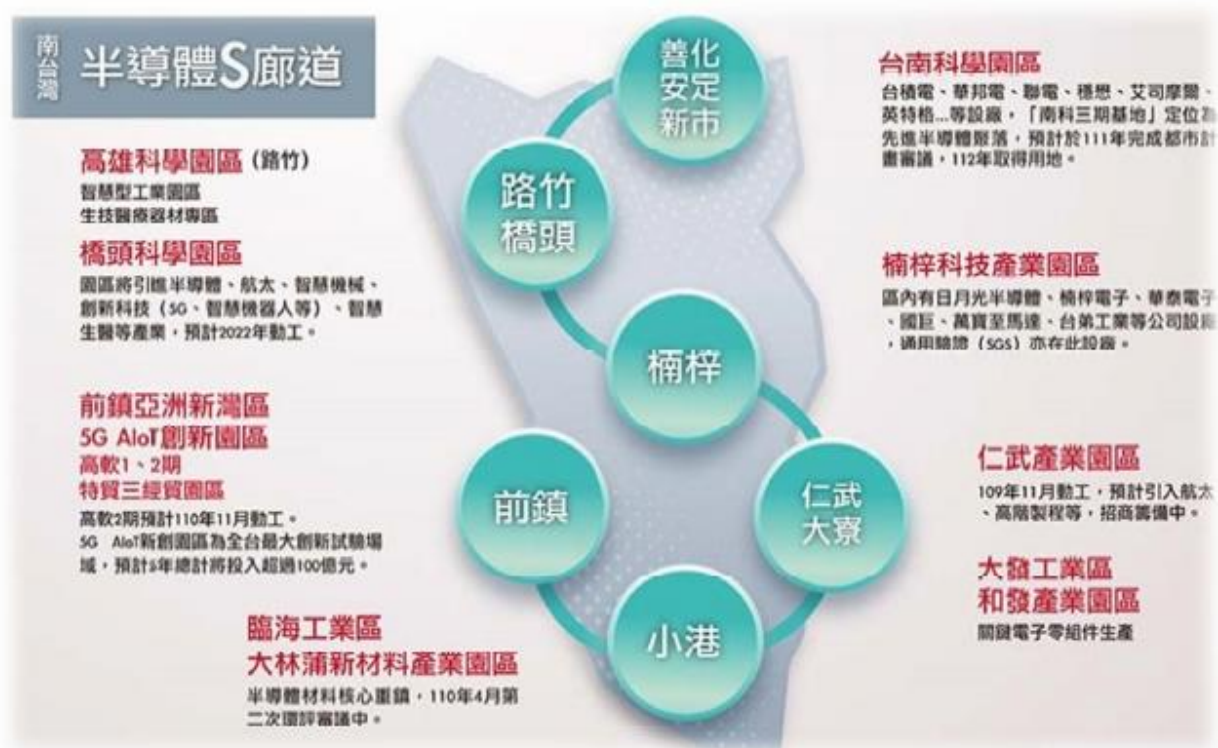 南台灣
半導體S廊道
善化
安定
新市
台南科學園區
台積電、華邦電、聯電、穩懋、艾司摩爾、
英特格...等設廠，「南科三期基地」定位為
先進半導體聚落，預計於111年完成都市計
畫審議，112年取得用地。
高雄科學園區(路竹)
智慧型工業園區
生技醫療器材專區
路竹
橋頭
橋頭科學園區
園區將引進半導體、航太、智慧機械、
創新科技（5G、智慧機器人等）、智慧
生醫等產業，預計2022年動工。
楠梓科技產業園區
區內有日月光半導體、楠梓電子、華泰電子
、國巨、萬寶至馬達、台弟工業等公司設廠
，通用驗證（SGS）亦在此設廠。
楠梓
前鎮亞洲新灣區
5G AIoT創新園區
高軟1、2期
特貿三經貿園區
高軟2期預計110年11月動工。
5G AIoT新創園區為全台最大創新試驗場
域，預計5年總計將投入超過100億元。
前鎮
仁武
大寮
仁武產業園區
109年11月動工，預計引入航太
、高階製程等，招商籌備中。
大發工業區
和發產業園區
關鍵電子零組件生產
小港
臨海工業區
大林蒲新材料產業園區
半導體材料核心重鎮，110年4月第
二次環評審議中。